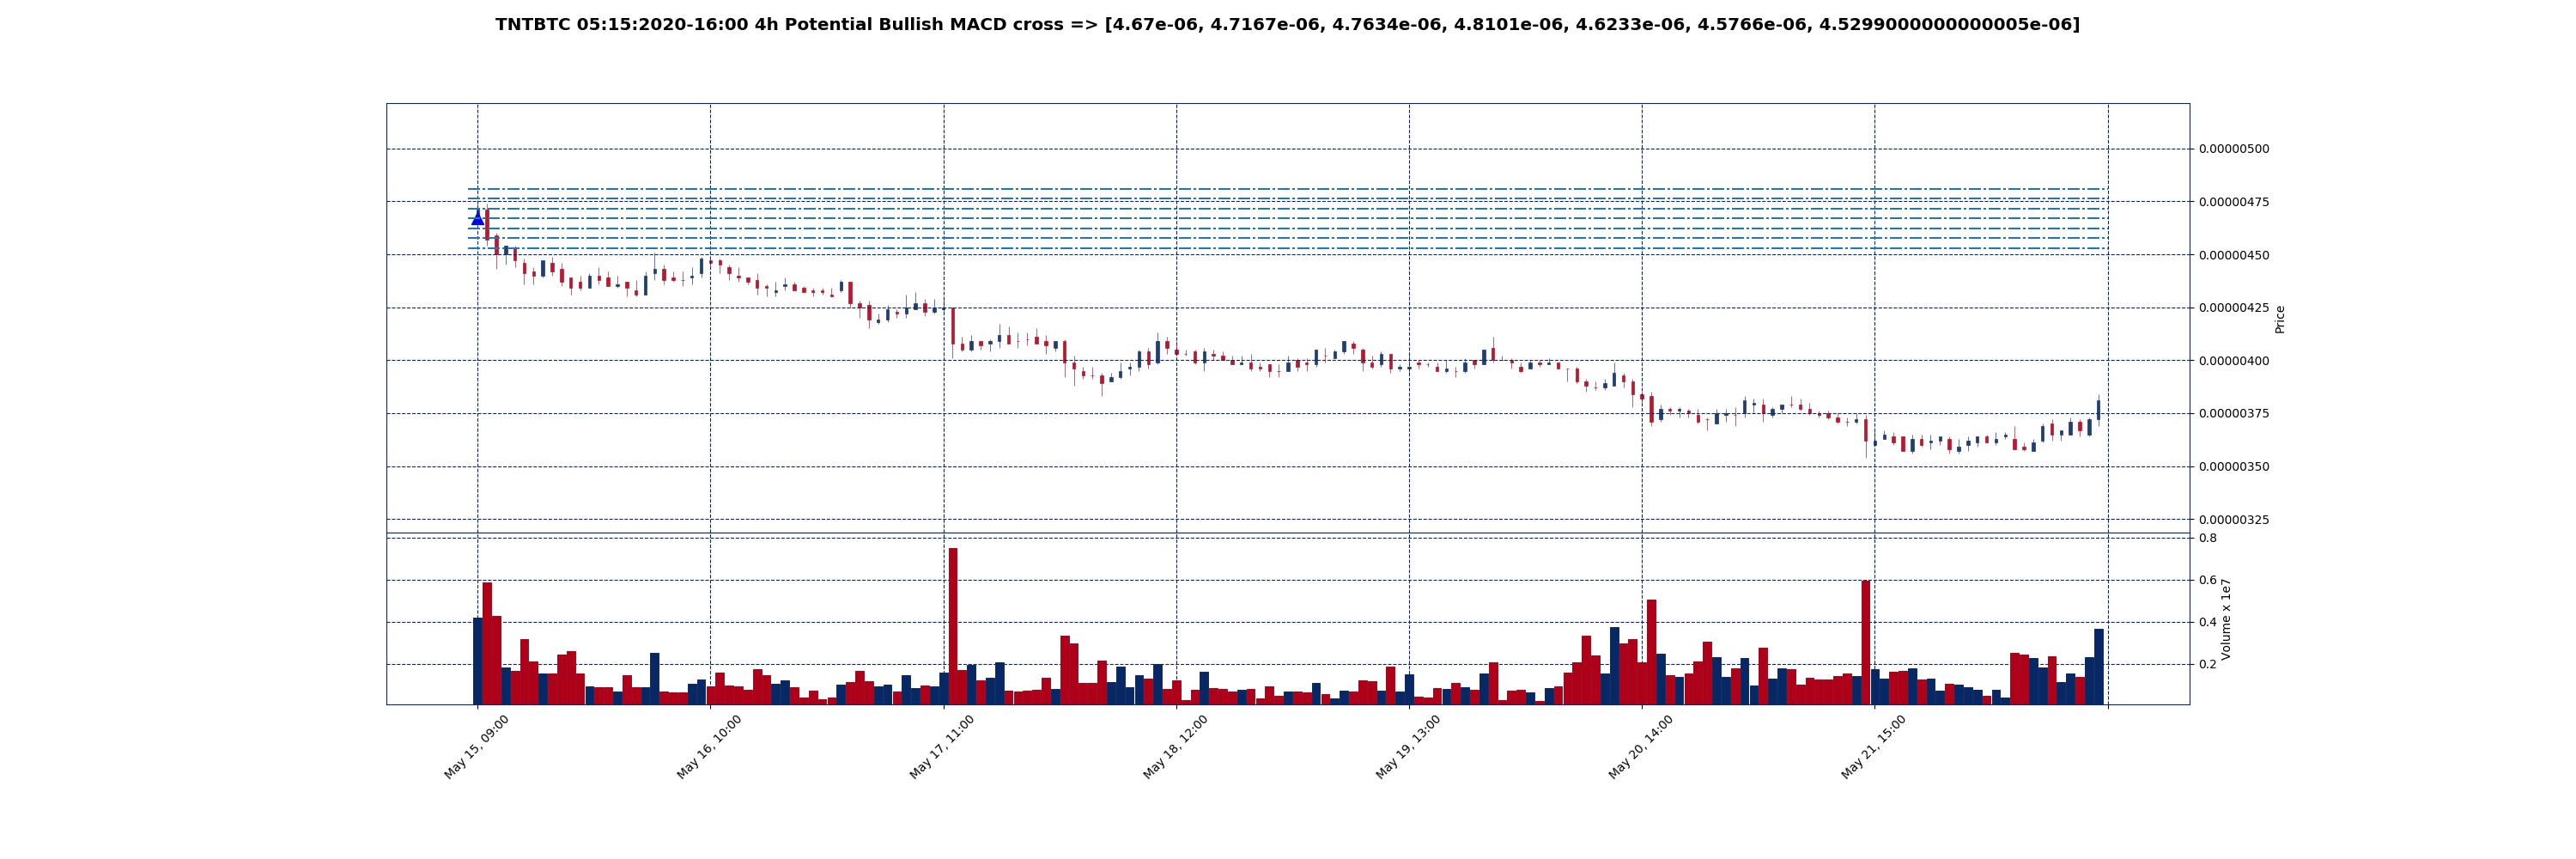 TNTBTC 05:15:2020-16:00 4h Potential Bullish MACD cross => [4.67e-06, 4.7167e-06, 4.7634e-06, 4.8101e-06, 4.6233e-06, 4.5766e-06, 4.5299000000000005e-06]
0.00000500
0.00000475
0.00000450
0.00000425
0.00000400
0.00000375
0.00000350
0.00000325
Price
0.8
0.6
0.4
0.2
Volume x 1e7
May 15, 09:00
May 16, 10:00
May 17, 11:00
May 18, 12:00
May 19, 13:00
May 20, 14:00
May 21, 15:00